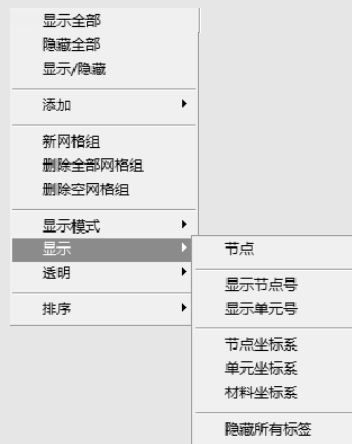 显示全部
隐藏全部
显示/隐藏
添加
新网格组
删除全部网格组
删除空网格组
显示模式
显示
透明
排序
节点
显示节点号
显示单元号
节点坐标系
单元坐标系
材料坐标系
隐藏所有标签